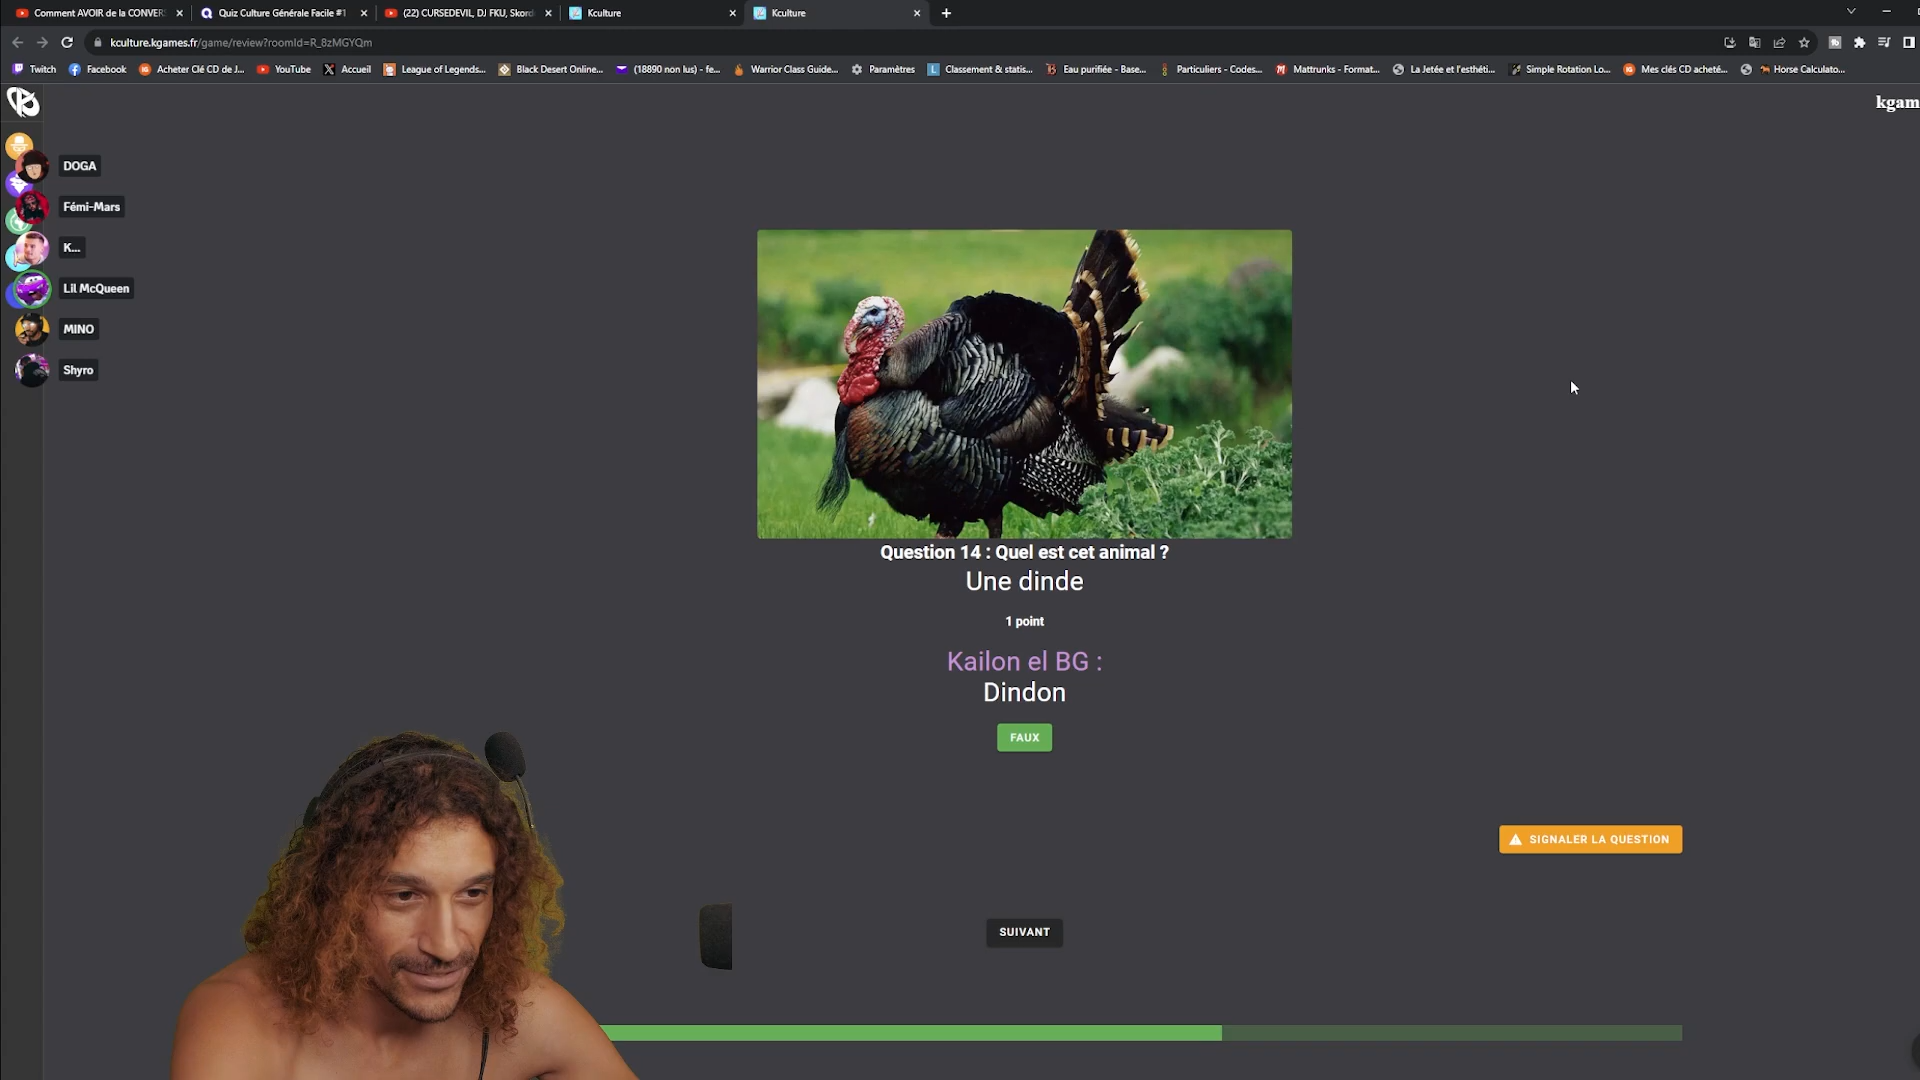 Comment AVOIR de la CONVER
Quiz Culture Générale Facile #1
(22) CURSEDEVIL, DJ FKU, Skord
Kculture
Kculture
kculture.kgames.fr/game/review?roomId=R_8zMGYQm
Twitch
Facebook
Acheter Clé CD de J...
YouTube
Accueil
League of Legends...
Black Desert Online...
(18890 non lus) - fe...
Warrior Class Guide...
Paramètres
Classement & statis...
Eau purifiée - Base...
Particuliers - Codes...
Mattrunks - Format...
La Jetée et l'esthéti...
Simple Rotation Lo...
Mes clés CD acheté...
Horse Calculato...
kgam
DOGA
Fémi-Mars
K...
Lil McQueen
MINO
Shyro
Question 14 : Quel est cet animal ?
Une dinde
1 point
Kailon el BG :
Dindon
FAUX
SIGNALER LA QUESTION
SUIVANT